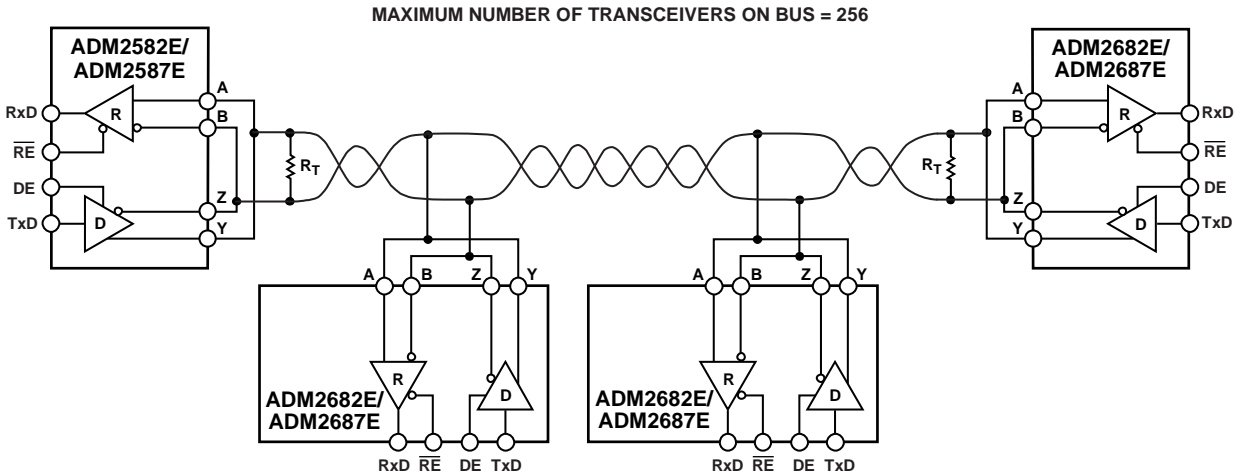 MAXIMUM NUMBER OF TRANSCEIVERS ON BUS = 256
ADM2582E/
ADM2587E
A
B
RxD
R
RE
DE
Z
TxD
D
Y
RT
RT
ADM2682E/
ADM2687E
A
B
R
RxD
RE
DE
Z
TxD
D
Y
A
B
Z
Y
R
D
ADM2682E/
ADM2687E
RxD
RE
DE
TxD
A
B
Z
Y
R
D
ADM2682E/
ADM2687E
RxD
RE
DE
TxD